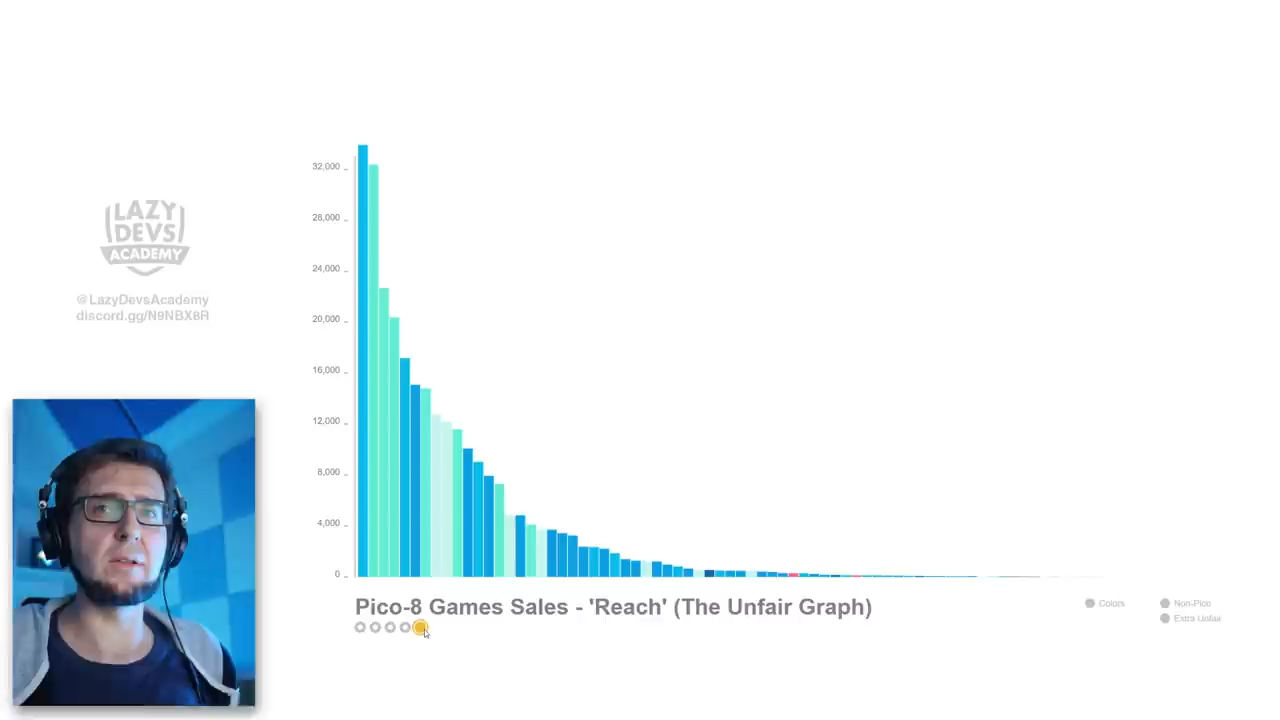 LAZY
DEVS
ACADEMY
@LazyDevsAcademy
discord.gg/N9NBX8R
32,000
28,000
24,000
20,000
16,000
12,000
8,000
4,000
0
Pico-8 Games Sales - 'Reach' (The Unfair Graph)
Colors
Non-Pico
Extra Unfair